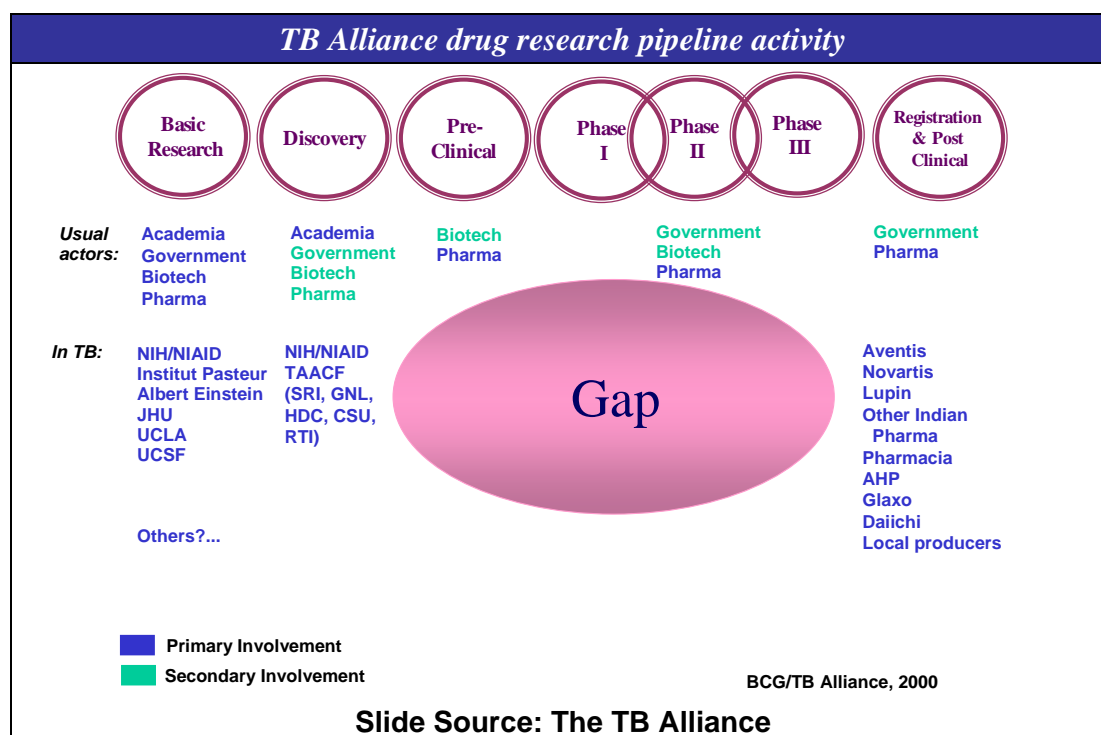 TB Alliance drug research pipeline activity
Basic
Research
Discovery
Pre-
Clinical
Phase
I
Phase
II
Phase
III
Registration
& Post
Clinical
Usual
actors:
Academia
Government
Biotech
Pharma
Academia
Government
Biotech
Pharma
Biotech
Pharma
Government
Biotech
Pharma
Government
Pharma
In TB:
NIH/NIAID
Institut Pasteur
Albert Einstein
JHU
UCLA
UCSF
Others?...
NIH/NIAID
TAACF
(SRI, GNL,
HDC, CSU,
RTI)
Gap
Aventis
Novartis
Lupin
Other Indian
Pharma
Pharmacia
AHP
Glaxo
Daiichi
Local producers
Primary Involvement
Secondary Involvement
BCG/TB Alliance, 2000
Slide Source: The TB Alliance